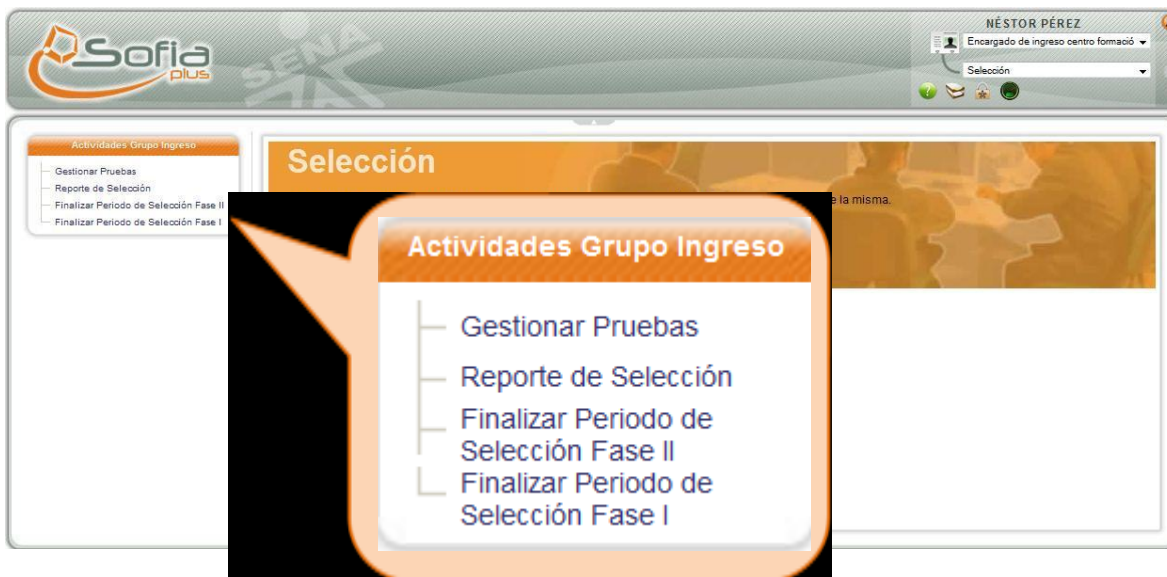 Sofia
plus
SENA
NÉSTOR PÉREZ
Encargado de ingreso centro formació
Selección
Actividades Grupo Ingreso
Gestionar Pruebas
Reporte de Selección
Finalizar Periodo de Selección Fase II
Finalizar Periodo de Selección Fase I
Selección
la misma.
Actividades Grupo Ingreso
Gestionar Pruebas
Reporte de Selección
Finalizar Periodo de
Selección Fase II
Finalizar Periodo de
Selección Fase I